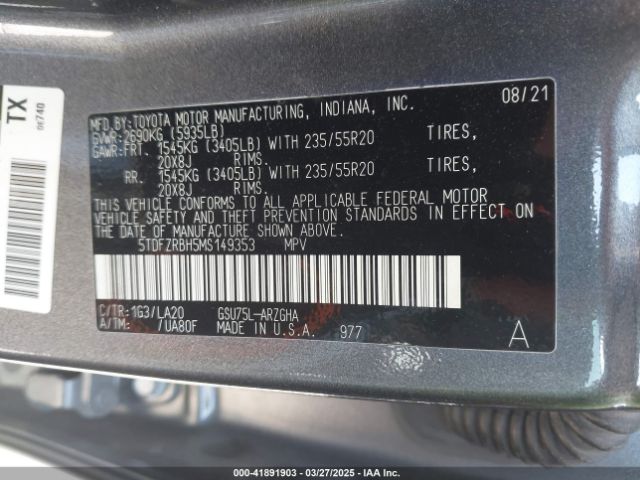 TX
0E740
08/21
MFD.BY:TOYOTA MOTOR MANUFACTURING, INDIANA, INC.
GVWR:2690KG (5935LB)
GAWR:FRT. 1545KG (3405LB) WITH 235/55R20 TIRES,
20X8J RIMS.
RR. 1545KG (3405LB) WITH 235/55R20 TIRES,
20X8J RIMS.
THIS VEHICLE CONFORMS TO ALL APPLICABLE FEDERAL MOTOR
VEHICLE SAFETY AND THEFT PREVENTION STANDARDS IN EFFECT ON
THE DATE OF MANUFACTURE SHOWN ABOVE.
5TDFZRBH5MS149353 MPV
C/TR:1G3/LA20 GSU75L-ARZGHA
A/TM: /UA80F MADE IN U.S.A. 977
A
000-41891903 — 03/27/2025 — IAA Inc.